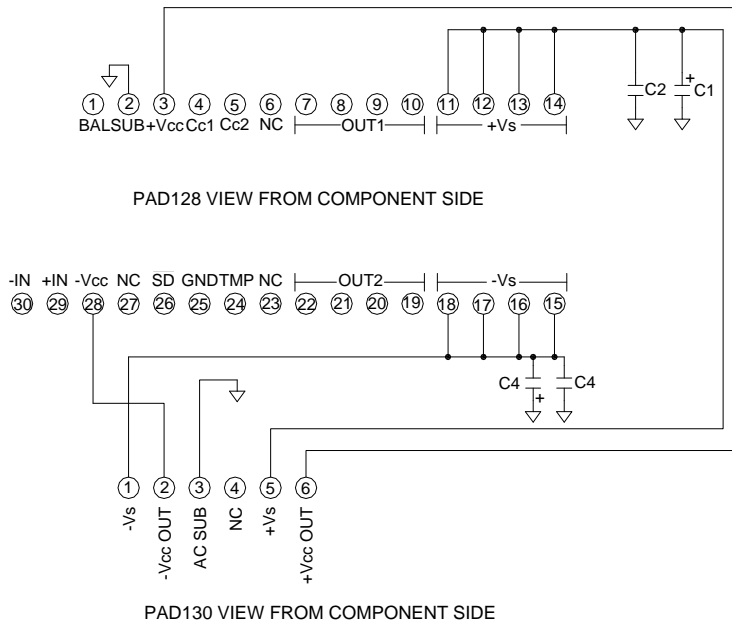 1 2 3 4 5 6 7 8 9 10 11 12 13 14
BAL SUB +Vcc Cc1 Cc2 NC OUT1 +Vs
C2 + C1
PAD128 VIEW FROM COMPONENT SIDE
-IN +IN -Vcc NC SD GND TMP NC OUT2 -Vs
30 29 28 27 26 25 24 23 22 21 20 19 18 17 16 15
C4 + C4
1 2 3 4 5 6
-Vs
-Vcc OUT
AC SUB
NC
+Vs
+Vcc OUT
PAD130 VIEW FROM COMPONENT SIDE